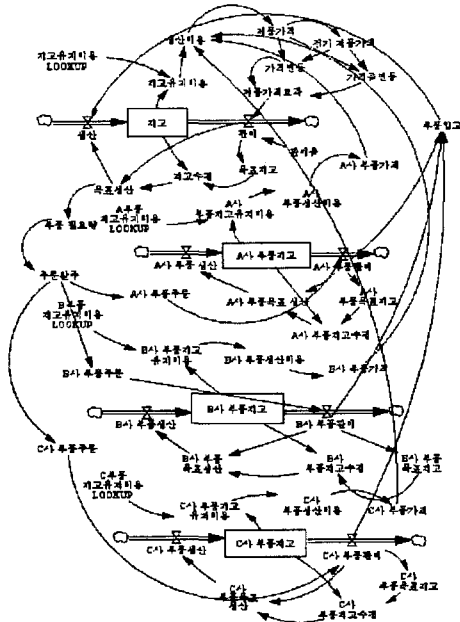 제품가격
생산비용
전기 제품가격
재고유지비용
LOOKUP
가격변동
재고유지비용
가격골변동
제품가격효과
부품입고
생산
재고
판매
판매율
목표생산
재고수명
목표재고
A사 부품가격
A부품
재고유지비용
LOOKUP
A사
부품재고유지비용
A사
부품생산비용
부품 필요량
A사 부품 생산
A사 부품재고
A사 부품판매
주문발주
A사 부품주문
A사 부품목표 생산
A사
부품목표재고
A사 부품재고수명
B부품
재고유지비용
LOOKUP
B사 부품재고
유지비용
B사 부품생산비용
B사 부품가격
B사 부품주문
B사 부품생산
B사 부품재고
B사 부품판매
C사 부품주문
B사 부품
목표생산
B사
부품재고수명
B사 부품
목표재고
C부품
재고유지비용
LOOKUP
C사 부품재고
유지비용
C사
부품생산비용
C사 부품가격
C사 부품생산
C사 부품재고
C사 부품판매
C사
부품목표
생산
C사
부품재고수명
C사
부품목표재고